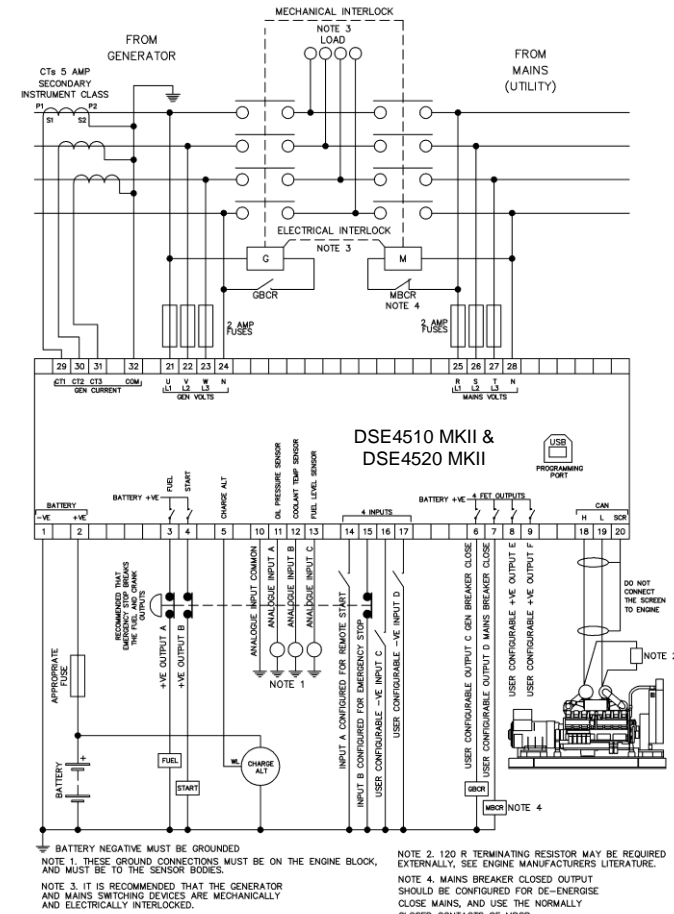 MECHANICAL INTERLOCK
NOTE 3
LOAD
FROM
GENERATOR
FROM
MAINS
(UTILITY)
CTs 5 AMP
SECONDARY
INSTRUMENT CLASS
P1
P2
S1
S2
ELECTRICAL INTERLOCK
NOTE 3
G
M
GBCR
MBCR
NOTE 4
2 AMP
FUSES
2 AMP
FUSES
29 30 31 32 21 22 23 24 25 26 27 28
CT1 CT2 CT3 COM
GEN CURRENT
U V W N
L1 L2 L3
GEN VOLTS
R S T N
L1 L2 L3
MAINS VOLTS
DSE4510 MKII &
DSE4520 MKII
USB
PROGRAMMING
PORT
BATTERY
-VE +VE
BATTERY +VE
FUEL
START
CHARGE ALT
OIL PRESSURE SENSOR
COOLANT TEMP SENSOR
FUEL LEVEL SENSOR
4 INPUTS
BATTERY +VE
4 FET OUTPUTS
CAN
H L SCR
1 2 3 4 5 10 11 12 13 14 15 16 17 6 7 8 9 18 19 20
RECOMMENDED THAT
EMERGENCY STOP BREAKS
THE FUEL AND CRANK
OUTPUTS
+VE OUTPUT A
+VE OUTPUT B
ANALOGUE INPUT COMMON
ANALOGUE INPUT A
ANALOGUE INPUT B
ANALOGUE INPUT C
NOTE 1
INPUT A CONFIGURED FOR REMOTE START
INPUT B CONFIGURED FOR EMERGENCY STOP
USER CONFIGURABLE -VE INPUT C
USER CONFIGURABLE -VE INPUT D
USER CONFIGURABLE OUTPUT C GEN BREAKER CLOSE
USER CONFIGURABLE OUTPUT D MAINS BREAKER CLOSE
USER CONFIGURABLE +VE OUTPUT E
USER CONFIGURABLE +VE OUTPUT F
DO NOT
CONNECT
THE SCREEN
TO ENGINE
NOTE 2
APPROPRIATE
FUSE
BATTERY
+
-
FUEL
START
WL
CHARGE
ALT
GBCR
MBCR
NOTE 4
BATTERY NEGATIVE MUST BE GROUNDED
NOTE 1. THESE GROUND CONNECTIONS MUST BE ON THE ENGINE BLOCK,
AND MUST BE TO THE SENSOR BODIES.
NOTE 3. IT IS RECOMMENDED THAT THE GENERATOR
AND MAINS SWITCHING DEVICES ARE MECHANICALLY
AND ELECTRICALLY INTERLOCKED.
NOTE 2. 120 R TERMINATING RESISTOR MAY BE REQUIRED
EXTERNALLY, SEE ENGINE MANUFACTURERS LITERATURE.
NOTE 4. MAINS BREAKER CLOSED OUTPUT
SHOULD BE CONFIGURED FOR DE-ENERGISE
CLOSE MAINS, AND USE THE NORMALLY
CLOSED CONTACTS OF MBCR